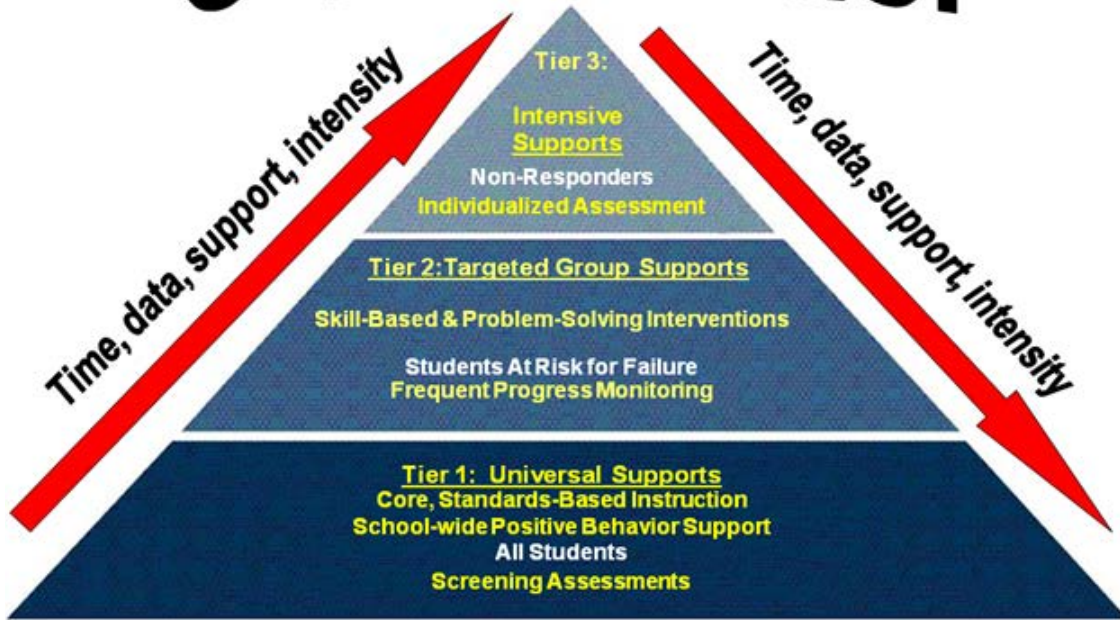 Time, data, support, intensity
Tier 3:
Intensive
Supports
Non-Responders
Individualized Assessment
Time, data, support, intensity
Tier 2:Targeted Group Supports
Skill-Based & Problem-Solving Interventions
Students At Risk for Failure
Frequent Progress Monitoring
Tier 1: Universal Supports
Core, Standards-Based Instruction
School-wide Positive Behavior Support
All Students
Screening Assessments